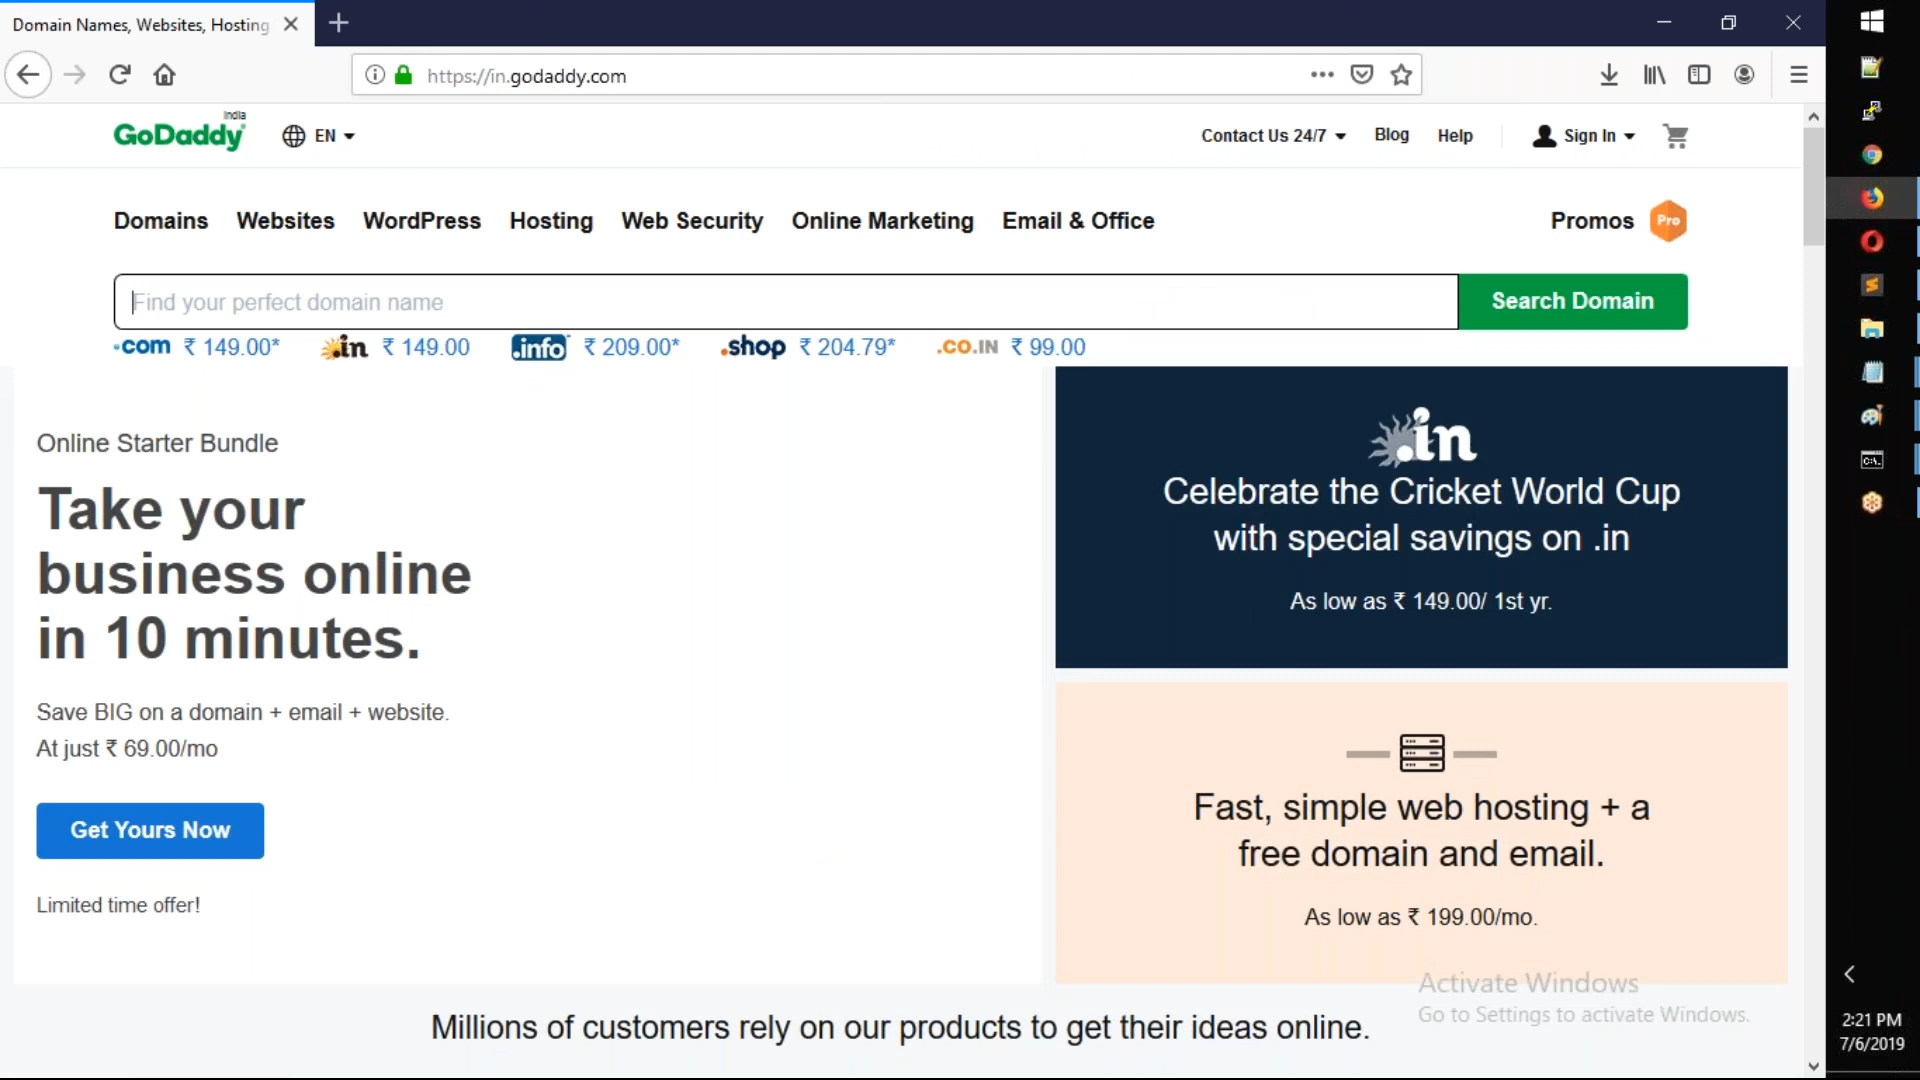 Domain Names, Websites, Hosting
https://in.godaddy.com
GoDaddy India
EN
Contact Us 24/7 Blog Help Sign In
Domains Websites WordPress Hosting Web Security Online Marketing Email & Office Promos Pro
Find your perfect domain name Search Domain
.com ₹ 149.00* .in ₹ 149.00 .info ₹ 209.00* .shop ₹ 204.79* .CO.IN ₹ 99.00
Online Starter Bundle
Take your
business online
in 10 minutes.
Save BIG on a domain + email + website.
At just ₹ 69.00/mo
Get Yours Now
Limited time offer!
.in
Celebrate the Cricket World Cup
with special savings on .in
As low as ₹ 149.00/ 1st yr.
Fast, simple web hosting + a
free domain and email.
As low as ₹ 199.00/mo.
Activate Windows
Go to Settings to activate Windows.
Millions of customers rely on our products to get their ideas online.
2:21 PM
7/6/2019